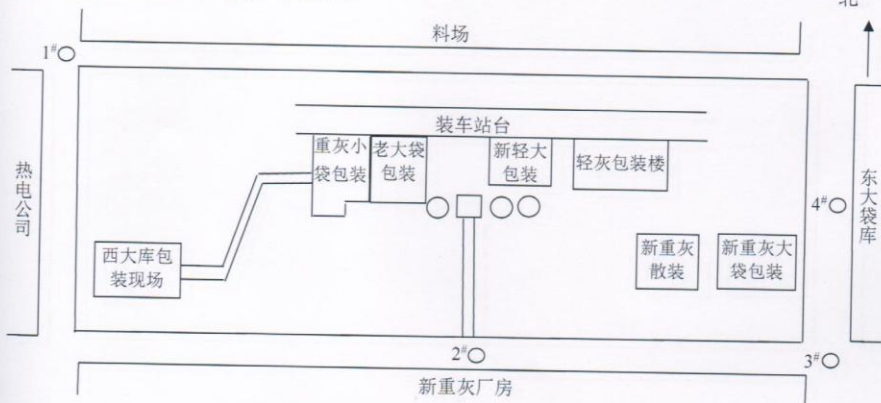 北
料场
1#
装车站台
重灰小
袋包装
老大袋
包装
新轻大
包装
轻灰包装楼
热电公司
4#
东大袋库
西大库包
装现场
新重灰
散装
新重灰大
袋包装
2#
3#
新重灰厂房